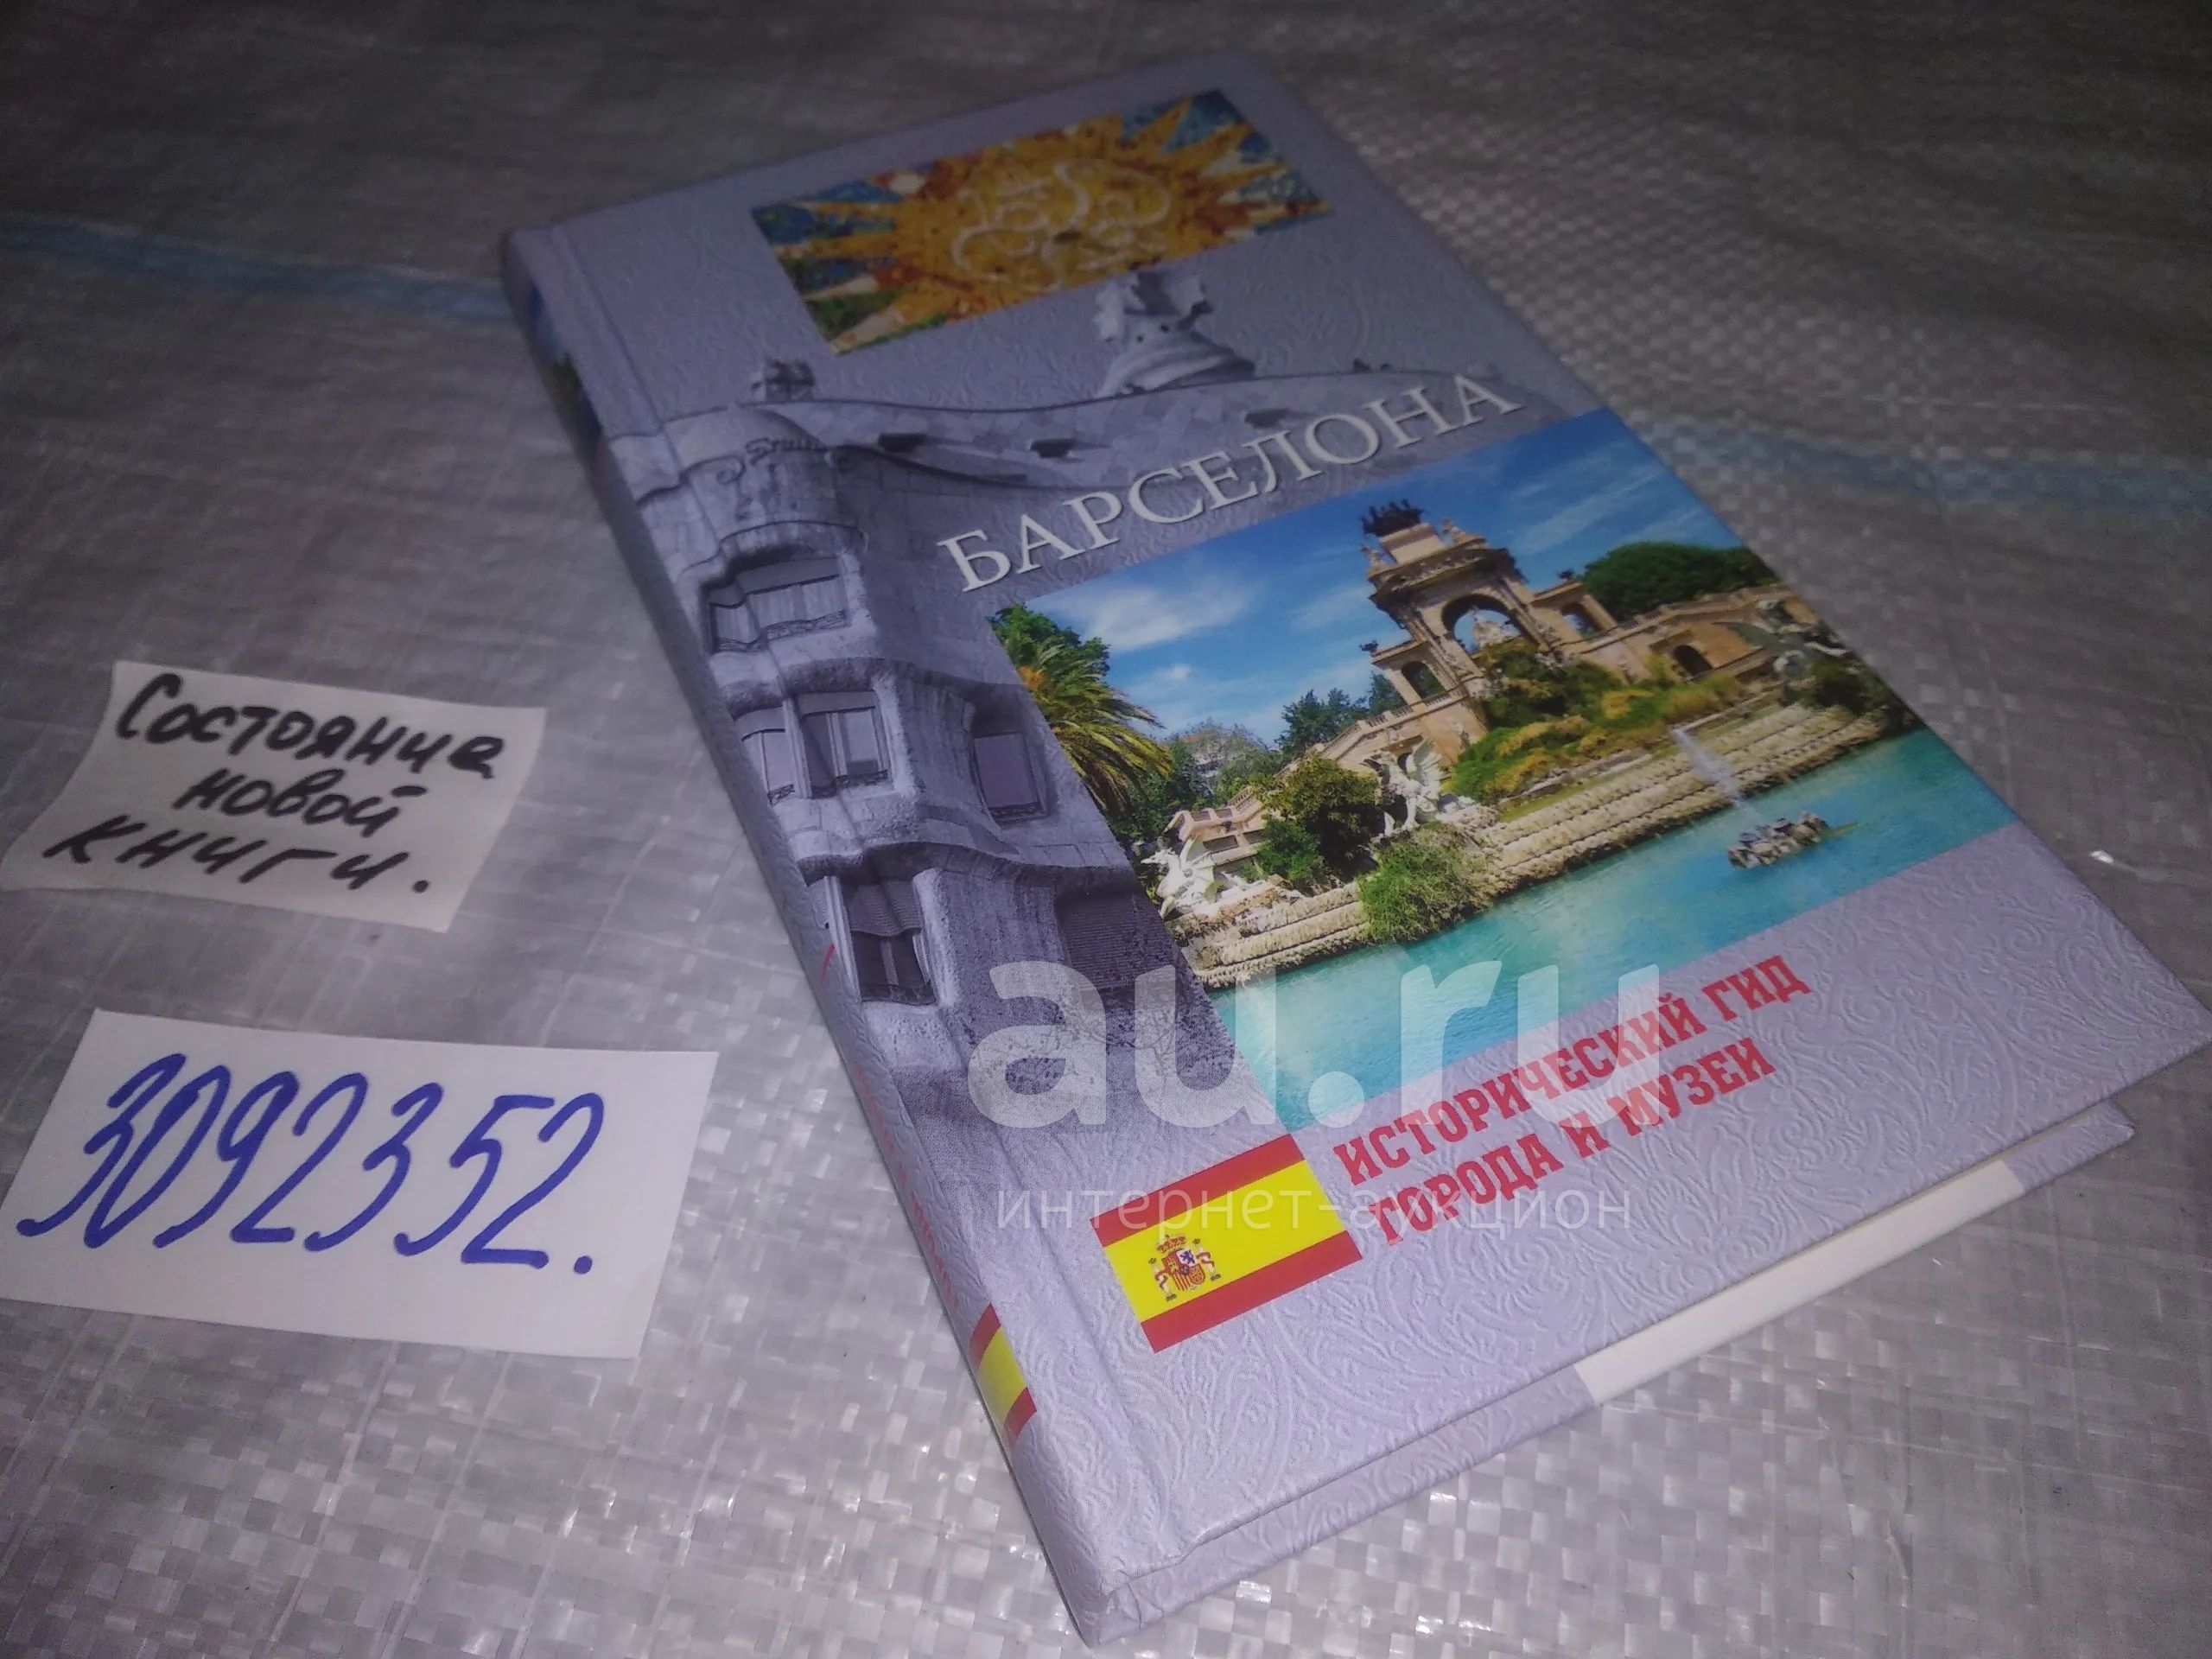 БАРСЕЛОНА
Состояние
новой
книги.
3092352.
ИСТОРИЧЕСКИЙ ГИД
ГОРОДА И МУЗЕИ
au.ru
интернет-аукцион